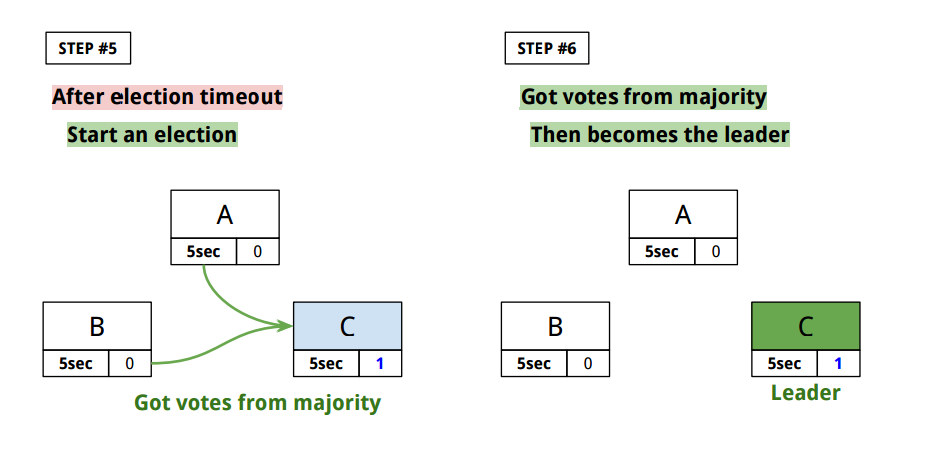 STEP #5
After election timeout
Start an election
A
5sec 0
B
5sec 0
C
5sec 1
Got votes from majority
STEP #6
Got votes from majority
Then becomes the leader
A
5sec 0
B
5sec 0
C
5sec 1
Leader